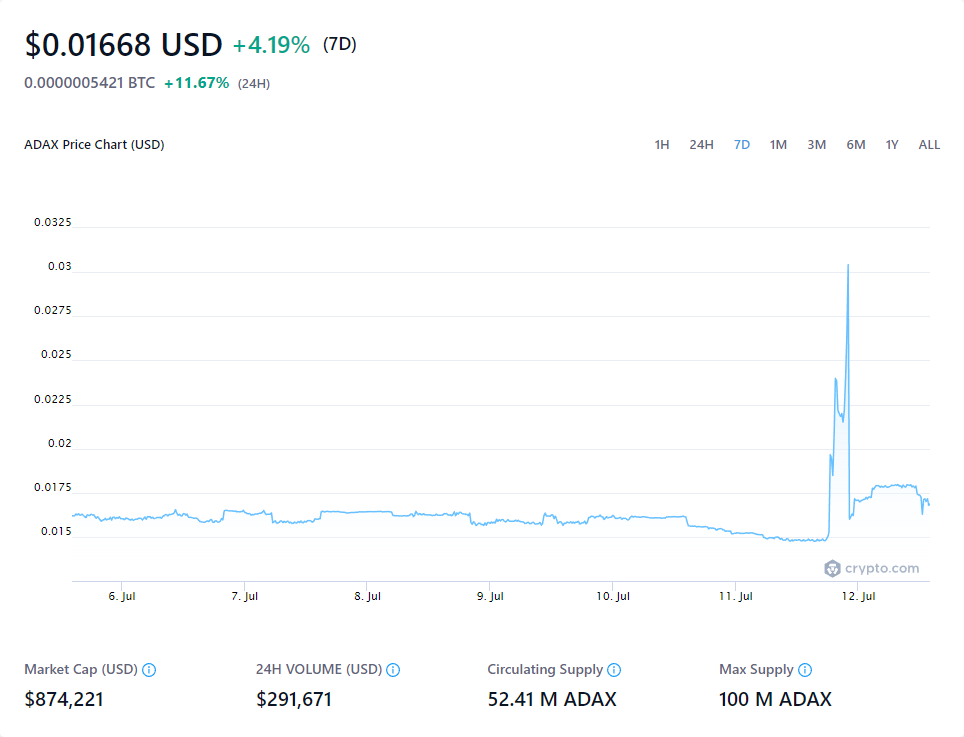 $0.01668 USD +4.19% (7D)
0.0000005421 BTC +11.67% (24H)
ADAX Price Chart (USD) 1H 24H 7D 1M 3M 6M 1Y ALL
0.0325
0.03
0.0275
0.025
0.0225
0.02
0.0175
0.015
crypto.com
6. Jul 7. Jul 8. Jul 9. Jul 10. Jul 11. Jul 12. Jul
Market Cap (USD) 24H VOLUME (USD) Circulating Supply Max Supply
$874,221 $291,671 52.41 M ADAX 100 M ADAX